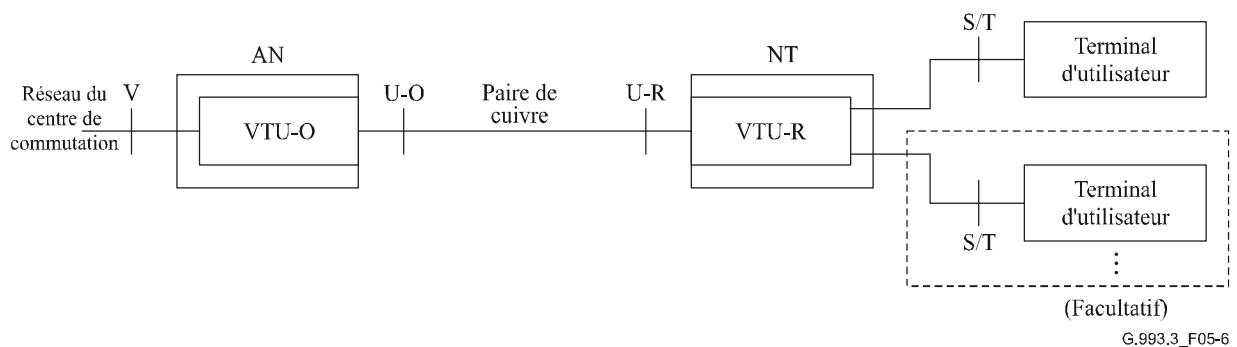 AN
NT
S/T
Terminal
d'utilisateur
Réseau du
centre de
commutation
V
VTU-O
U-O
Paire de
cuivre
U-R
VTU-R
S/T
Terminal
d'utilisateur
(Facultatif)
G.993.3_F05-6